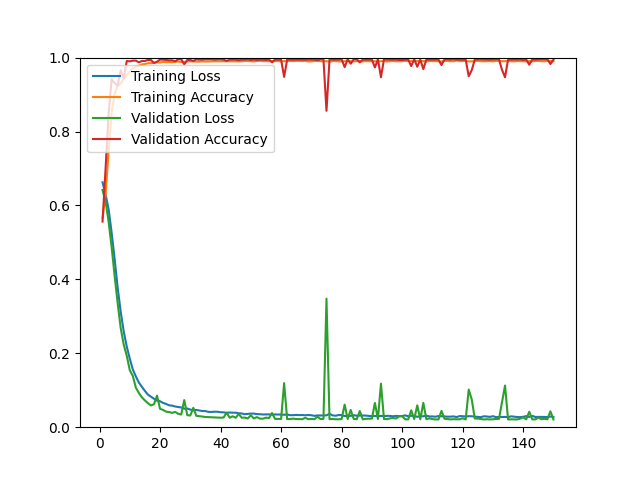 1.0
0.8
0.6
0.4
0.2
0.0
Training Loss
Training Accuracy
Validation Loss
Validation Accuracy
0 20 40 60 80 100 120 140